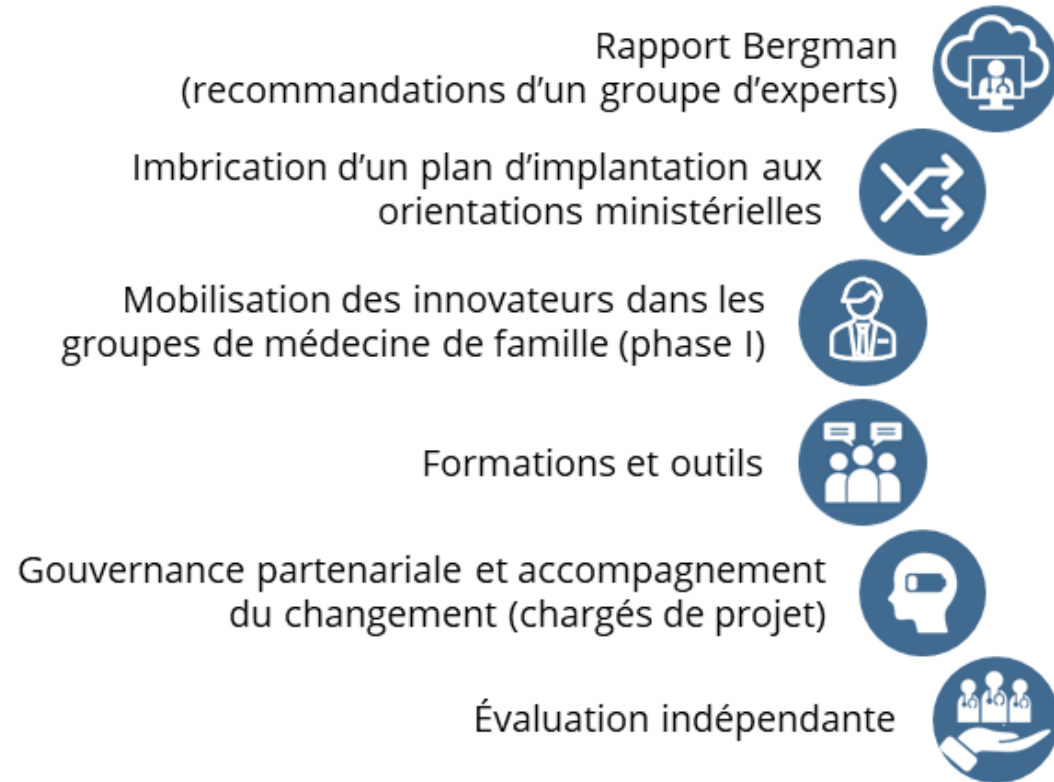 Rapport Bergman
(recommandations d’un groupe d’experts)
Imbrication d’un plan d’implantation aux
orientations ministérielles
Mobilisation des innovateurs dans les
groupes de médecine de famille (phase I)
Formations et outils
Gouvernance partenariale et accompagnement
du changement (chargés de projet)
Évaluation indépendante